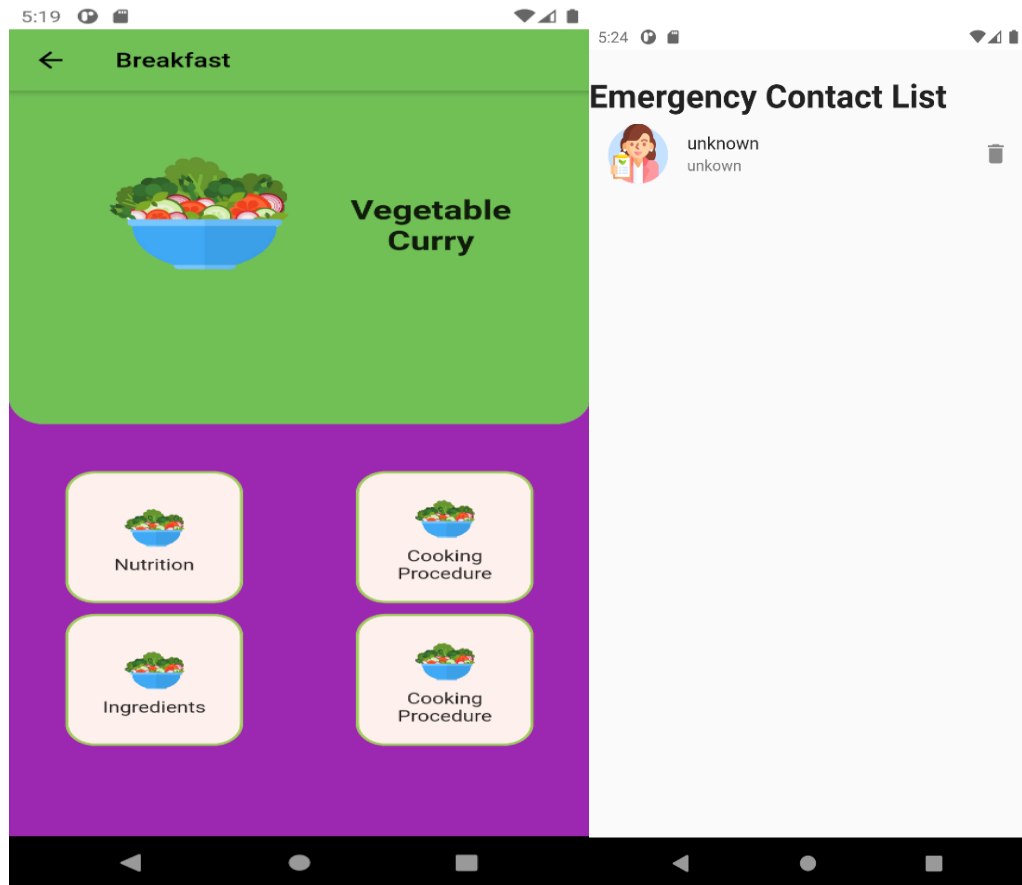 5:19
Breakfast
Vegetable
Curry
Nutrition
Cooking
Procedure
Ingredients
Cooking
Procedure
5:24
Emergency Contact List
unknown
unkown